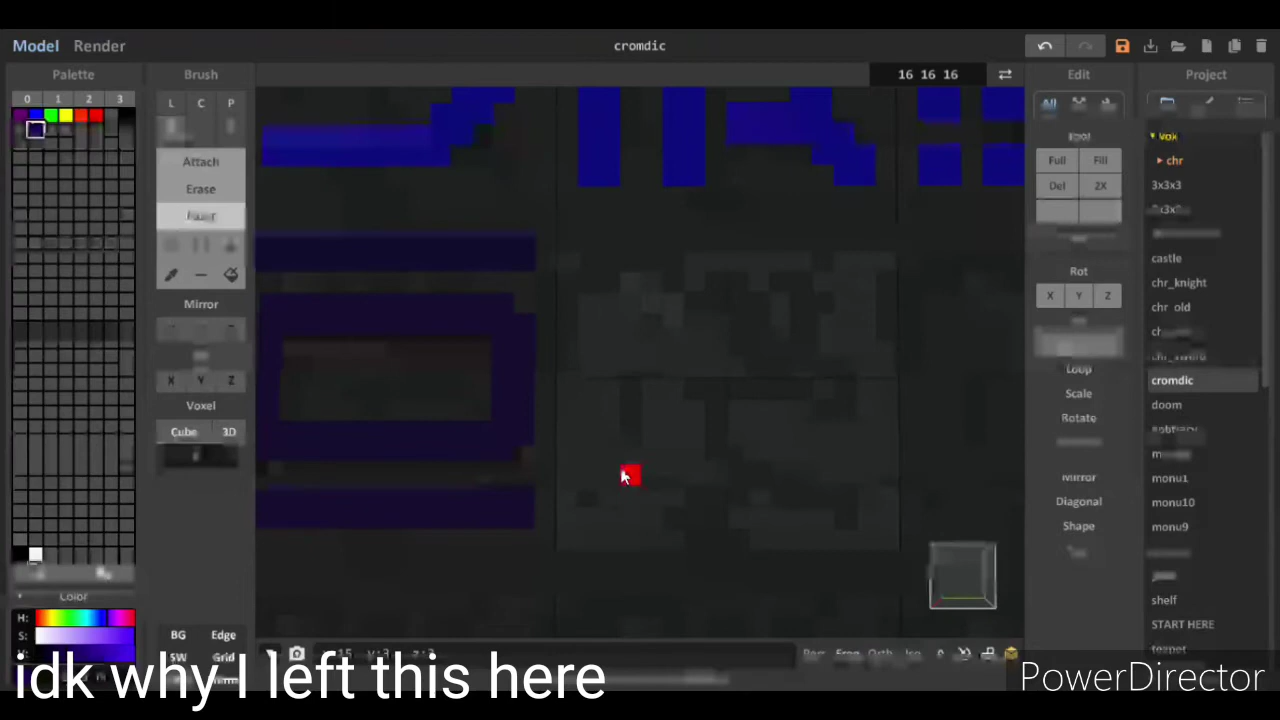 Model Render
cromdic
Palette
Brush
16 16 16
Edit
Project
0 1 2 3
L C P
All
Vox
Attach
Full Fill
chr
Erase
Del 2X
3x3x3
castle
Rot
chr_knight
Mirror
X Y Z
chr_old
Loop
X Y Z
cromdic
Scale
Voxel
doom
Rotate
Cube 3D
monu1
Mirror
monu10
Diagonal
monu9
Shape
shelf
Color
START HERE
H:
S:
BG Edge
SW Grid
idk why I left this here
PowerDirector